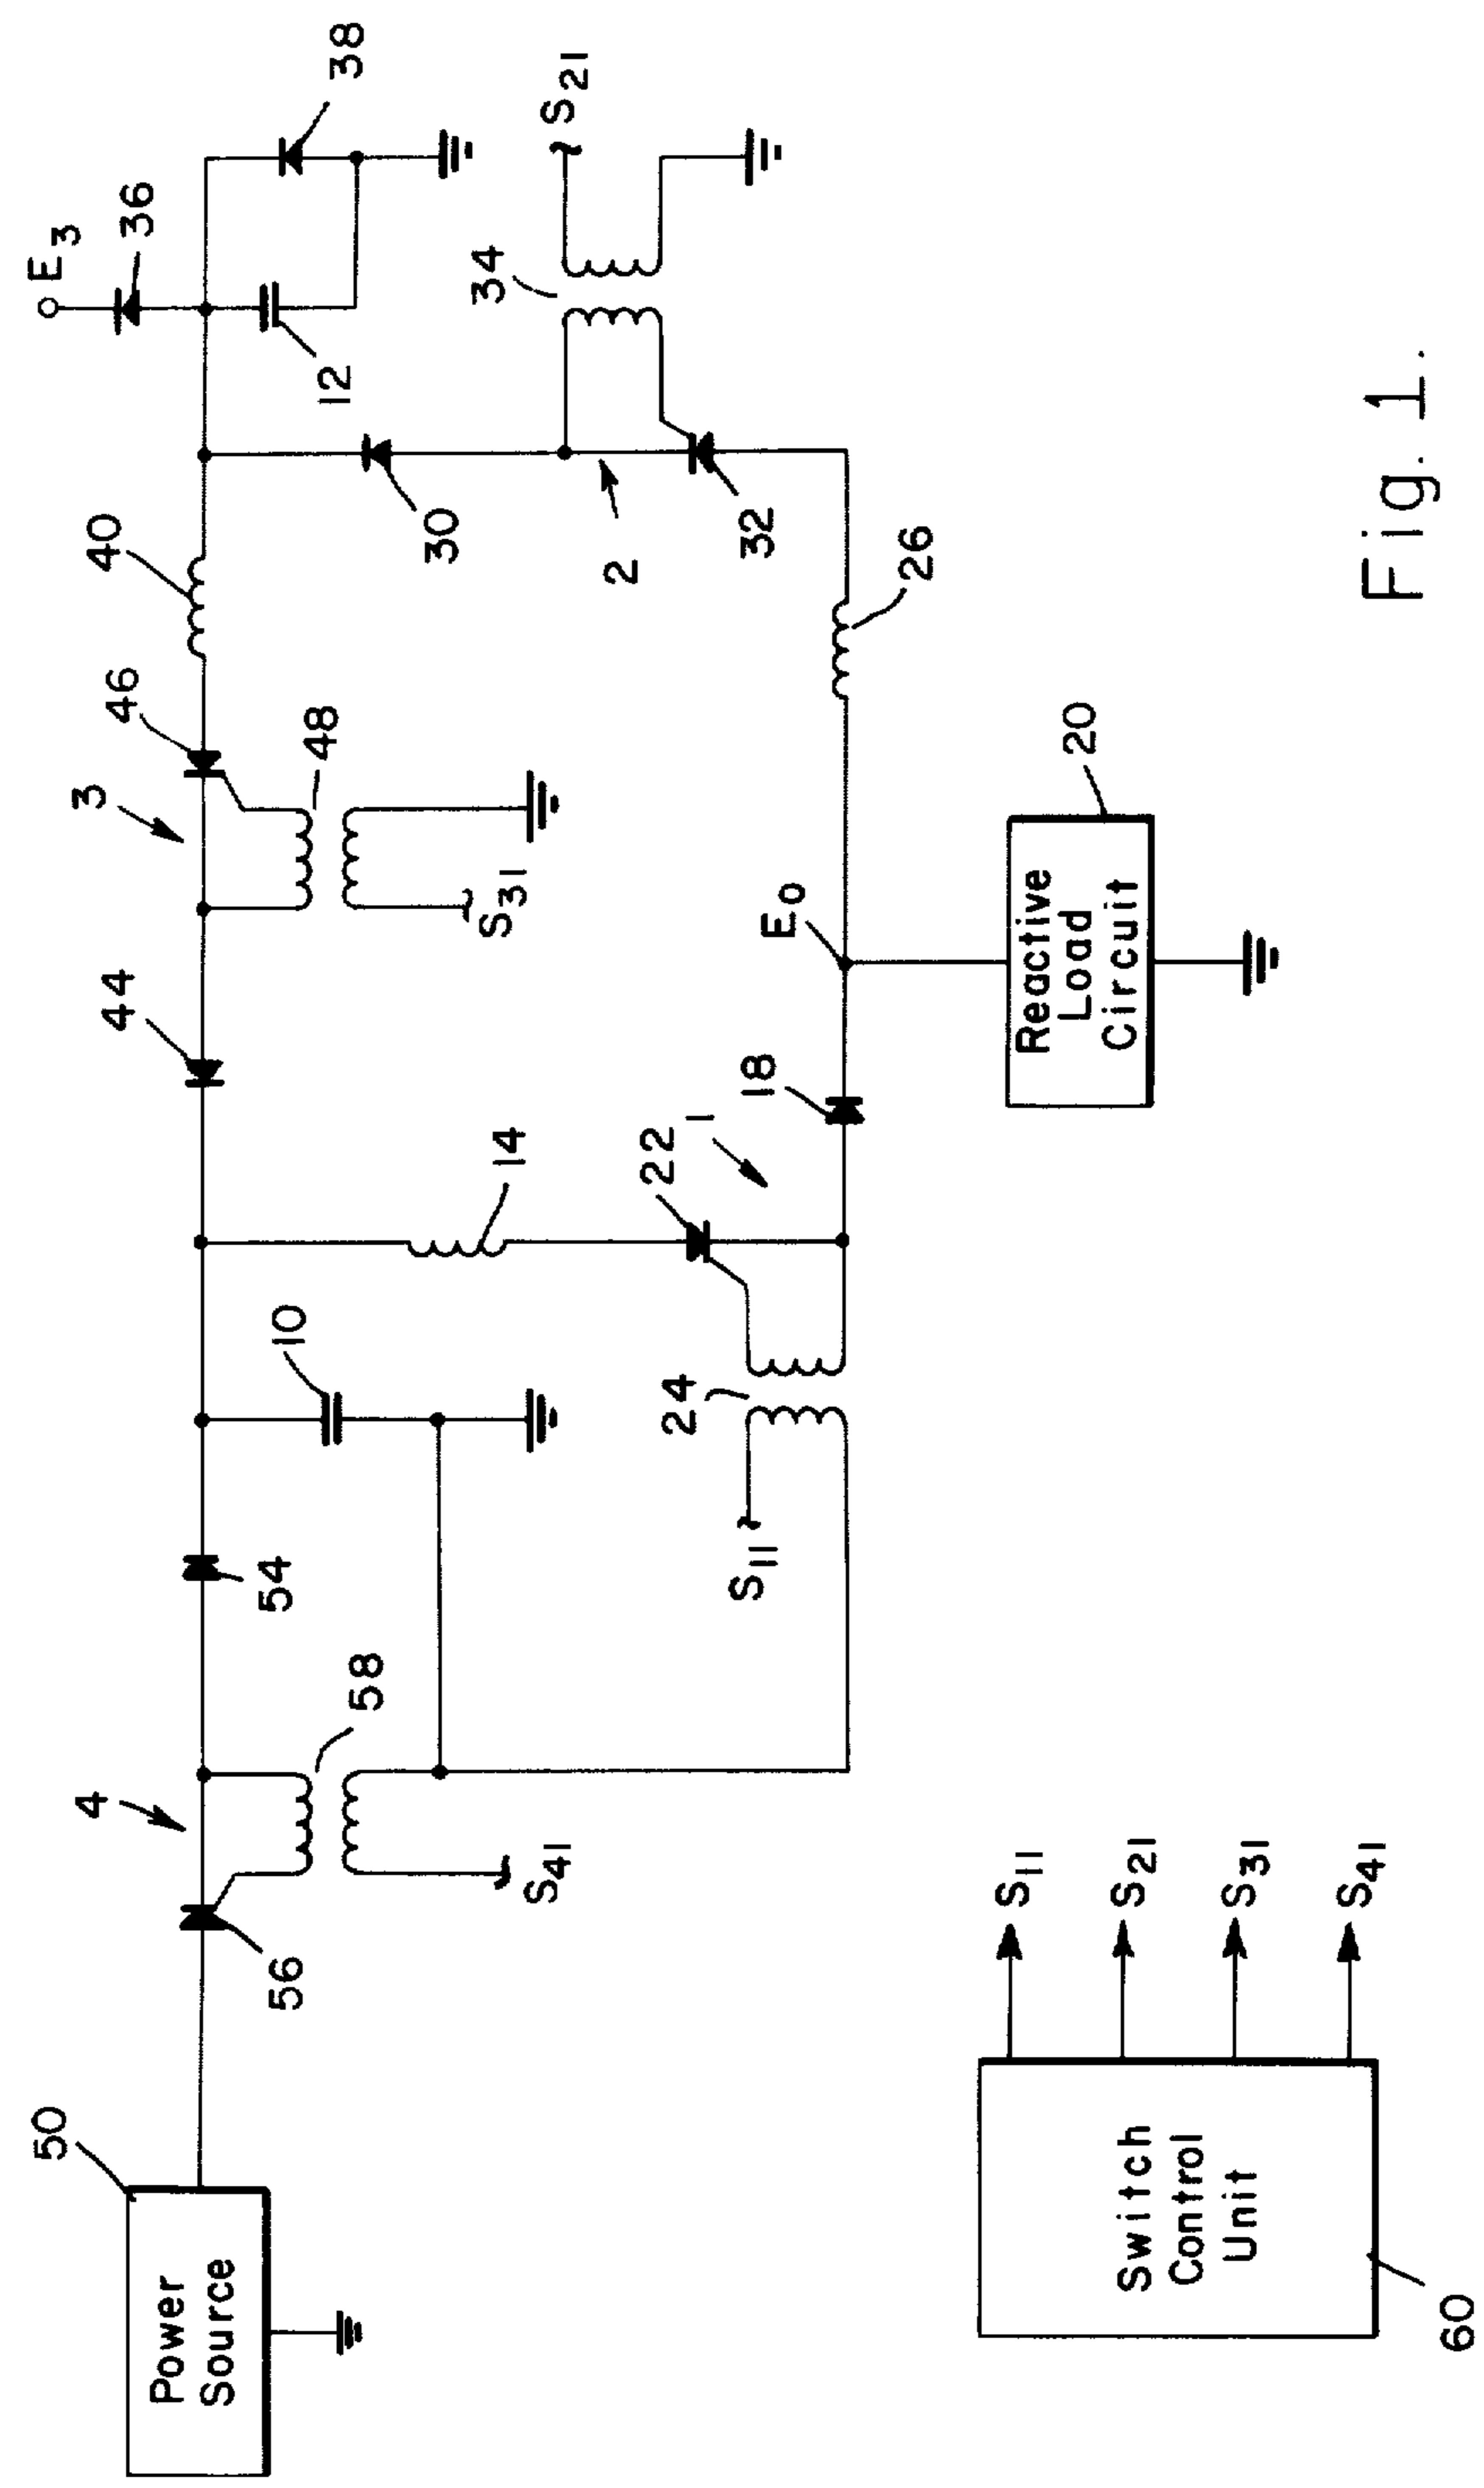 50
Power
Source
56
4
58
S41
54
10
44
3
46
48
S31
40
E3
36
38
12
30
2
32
34
S21
14
22
1
24
S11
18
E0
26
20
Reactive
Load
Circuit
Switch
Control
Unit
60
S11
S21
S31
S41
Fig. 1.